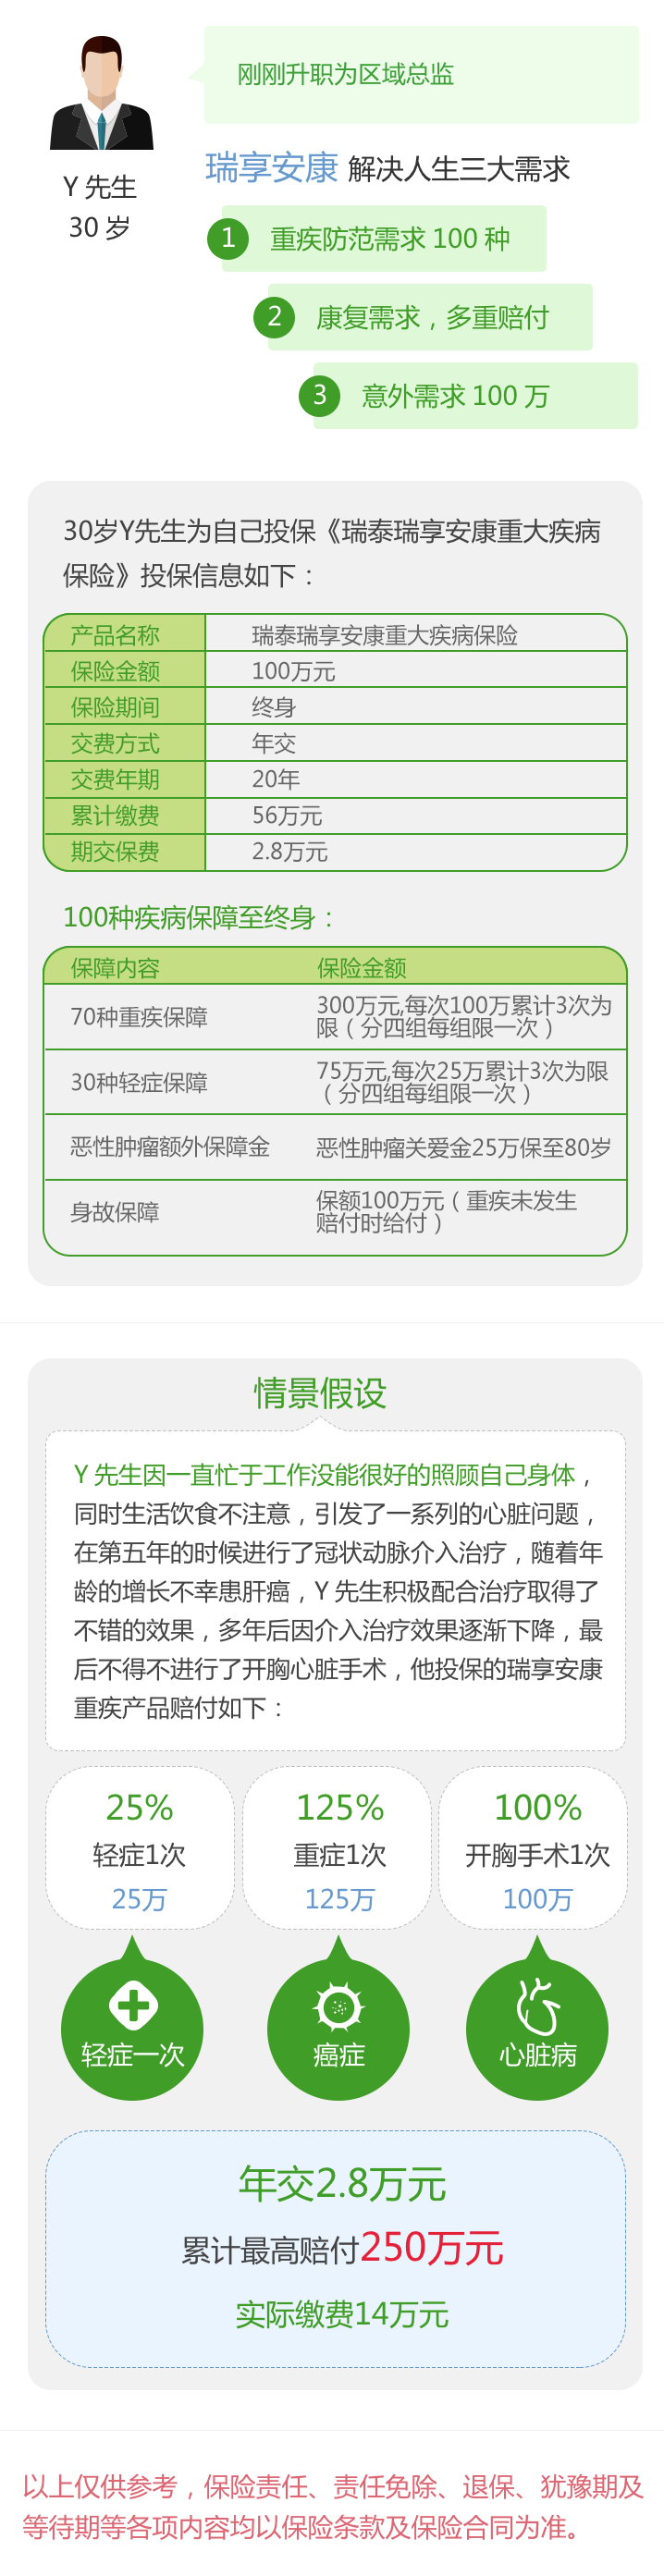 刚刚升职为区域总监
Y 先生
30 岁
瑞享安康 解决人生三大需求
1 重疾防范需求 100 种
2 康复需求，多重赔付
3 意外需求 100 万
30岁Y先生为自己投保《瑞泰瑞享安康重大疾病
保险》投保信息如下：
产品名称 瑞泰瑞享安康重大疾病保险
保险金额 100万元
保险期间 终身
交费方式 年交
交费年期 20年
累计缴费 56万元
期交保费 2.8万元
100种疾病保障至终身：
保障内容 保险金额
70种重疾保障
300万元,每次100万累计3次为
限（分四组每组限一次）
30种轻症保障
75万元,每次25万累计3次为限
（分四组每组限一次）
恶性肿瘤额外保障金 恶性肿瘤关爱金25万保至80岁
身故保障
保额100万元（重疾未发生
赔付时给付）
情景假设
Y 先生因一直忙于工作没能很好的照顾自己身体，
同时生活饮食不注意，引发了一系列的心脏问题，
在第五年的时候进行了冠状动脉介入治疗，随着年
龄的增长不幸患肝癌，Y 先生积极配合治疗取得了
不错的效果，多年后因介入治疗效果逐渐下降，最
后不得不进行了开胸心脏手术，他投保的瑞享安康
重疾产品赔付如下：
25% 125% 100%
轻症1次 重症1次 开胸手术1次
25万 125万 100万
轻症一次 癌症 心脏病
年交2.8万元
累计最高赔付250万元
实际缴费14万元
以上仅供参考，保险责任、责任免除、退保、犹豫期及
等待期等各项内容均以保险条款及保险合同为准。